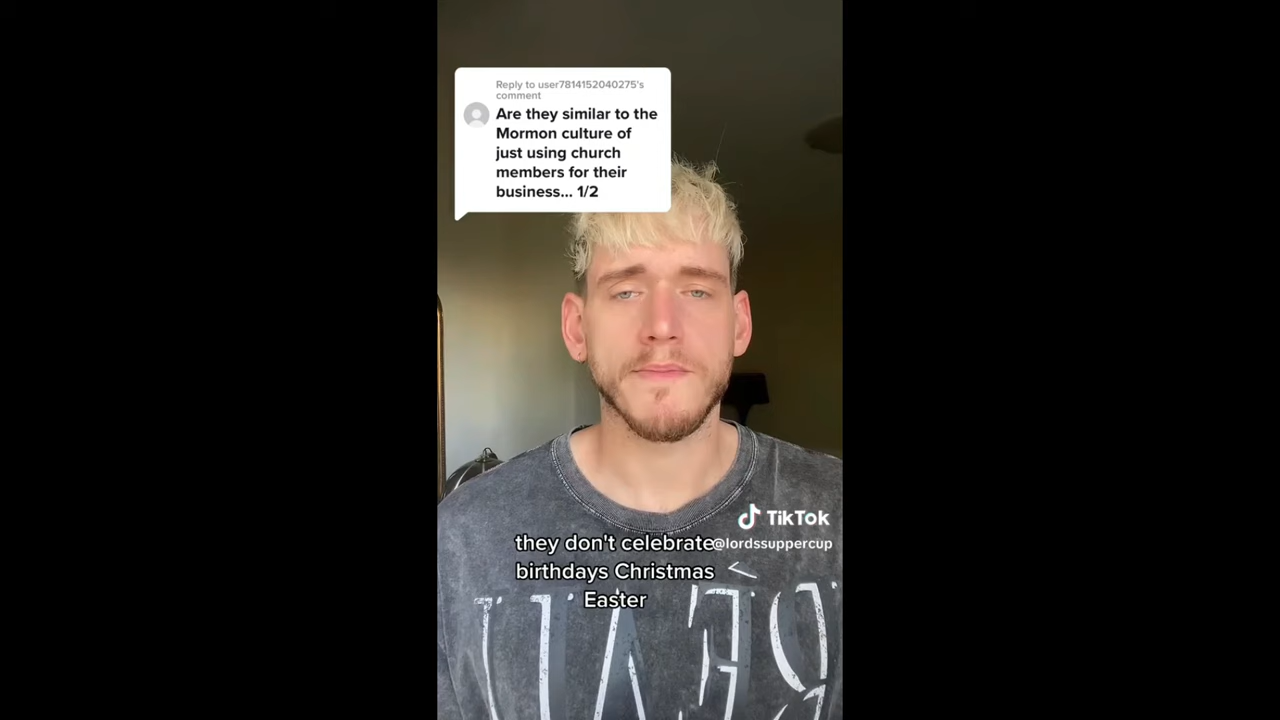 Reply to user7814152040275's
comment
Are they similar to the
Mormon culture of
just using church
members for their
business... 1/2
TikTok
they don't celebrate
@lordssuppercup
birthdays Christmas
Easter